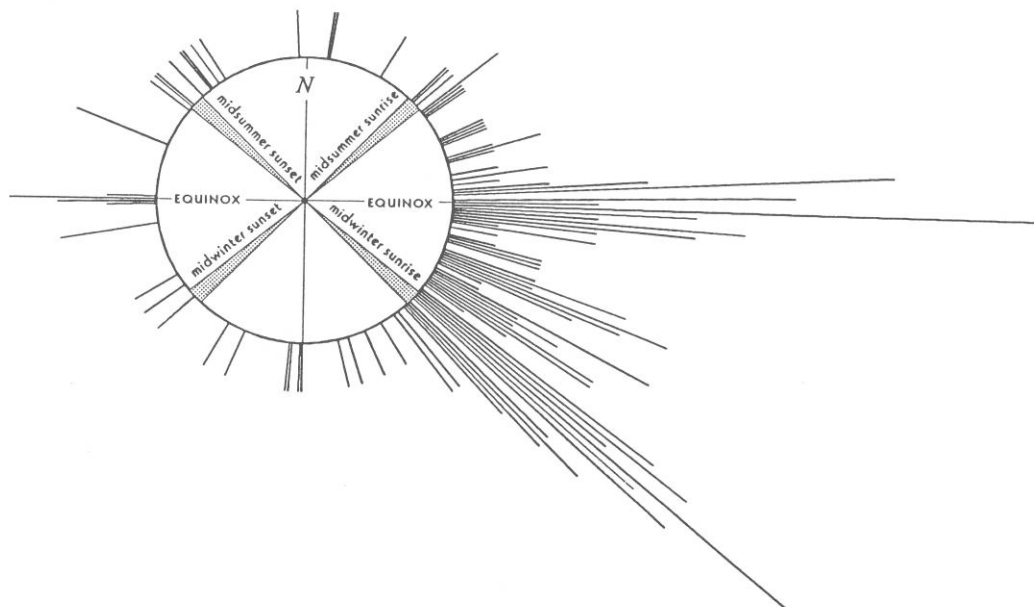 N
midsummer sunset
midsummer sunrise
EQUINOX
EQUINOX
midwinter sunset
midwinter sunrise